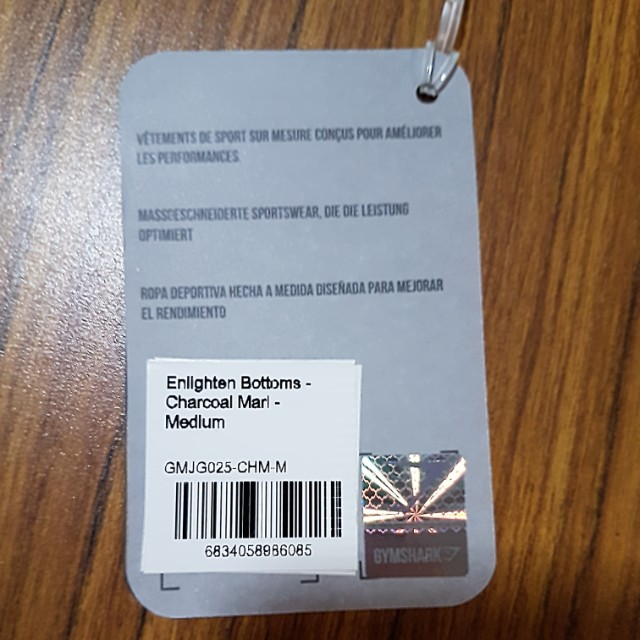 VÊTEMENTS DE SPORT SUR MESURE CONÇUS POUR AMÉLIORER
LES PERFORMANCES
MASSGESCHNEIDERTE SPORTSWEAR, DIE DIE LEISTUNG
OPTIMIERT
ROPA DEPORTIVA HECHA A MEDIDA DISEÑADA PARA MEJORAR
EL RENDIMIENTO
Enlighten Bottoms -
Charcoal Marl -
Medium
GMJG025-CHM-M
6834058986085
GYMSHARK